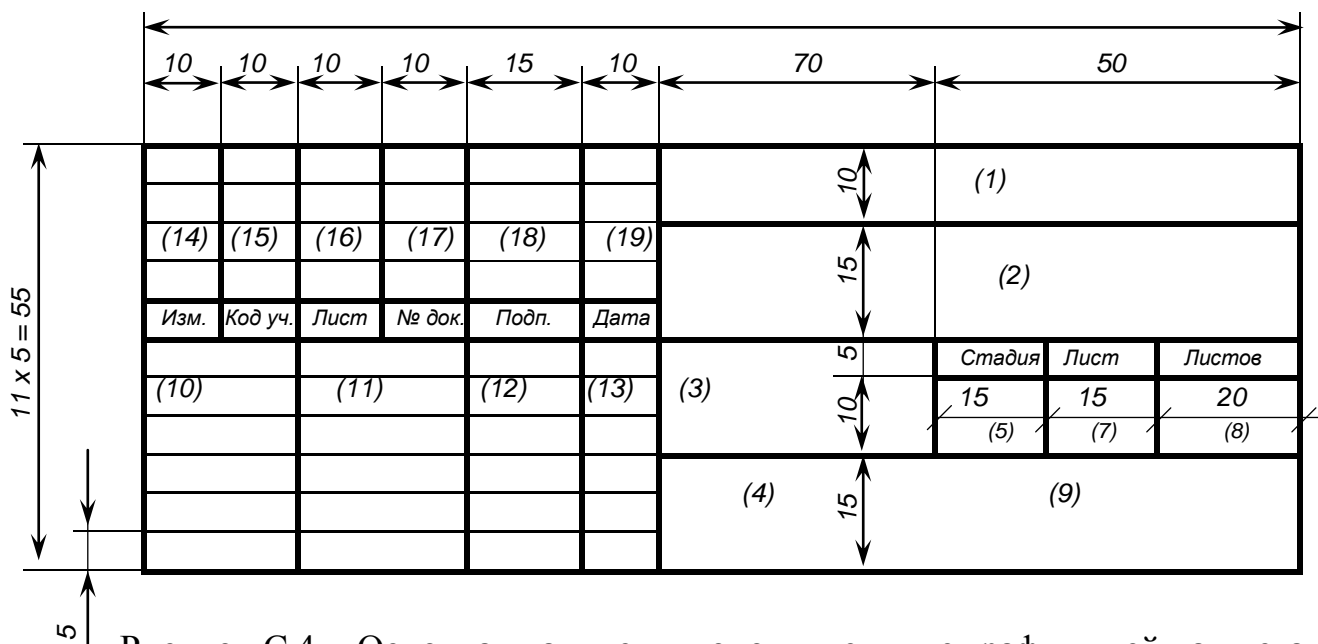 10 10 10 10 15 10 70 50
10 (1)
(14) (15) (16) (17) (18) (19)
15 (2)
11 x 5 = 55
Изм. Код уч. Лист № док. Подп. Дата
5 Стадия Лист Листов
(10) (11) (12) (13) (3) 10 15 15 20
(5) (7) (8)
(4) 15 (9)
5